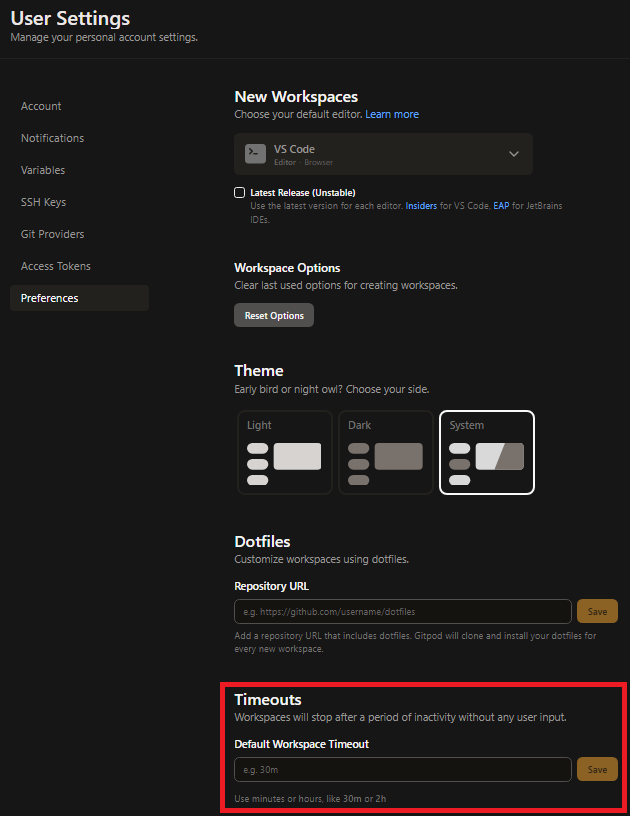 User Settings
Manage your personal account settings.
Account
Notifications
Variables
SSH Keys
Git Providers
Access Tokens
Preferences
New Workspaces
Choose your default editor. Learn more
VS Code
Editor · Browser
Latest Release (Unstable)
Use the latest version for each editor. Insiders for VS Code, EAP for JetBrains
IDEs.
Workspace Options
Clear last used options for creating workspaces.
Reset Options
Theme
Early bird or night owl? Choose your side.
Light
Dark
System
Dotfiles
Customize workspaces using dotfiles.
Repository URL
e.g. https://github.com/username/dotfiles
Save
Add a repository URL that includes dotfiles. Gitpod will clone and install your dotfiles for
every new workspace.
Timeouts
Workspaces will stop after a period of inactivity without any user input.
Default Workspace Timeout
e.g. 30m
Save
Use minutes or hours, like 30m or 2h